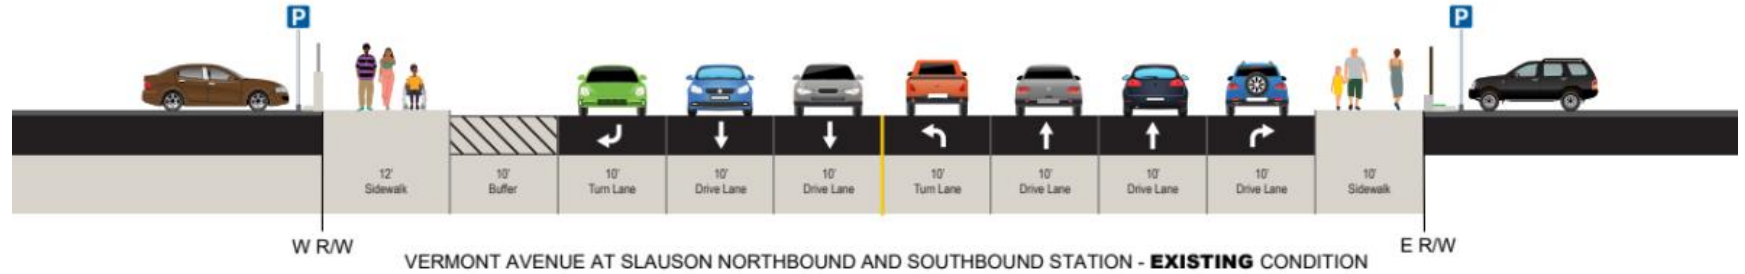 P
P
12'
Sidewalk
10'
Buffer
10'
Turn Lane
10'
Drive Lane
10'
Drive Lane
10'
Turn Lane
10'
Drive Lane
10'
Drive Lane
10'
Drive Lane
10'
Sidewalk
W R/W
E R/W
VERMONT AVENUE AT SLAUSON NORTHBOUND AND SOUTHBOUND STATION - EXISTING CONDITION